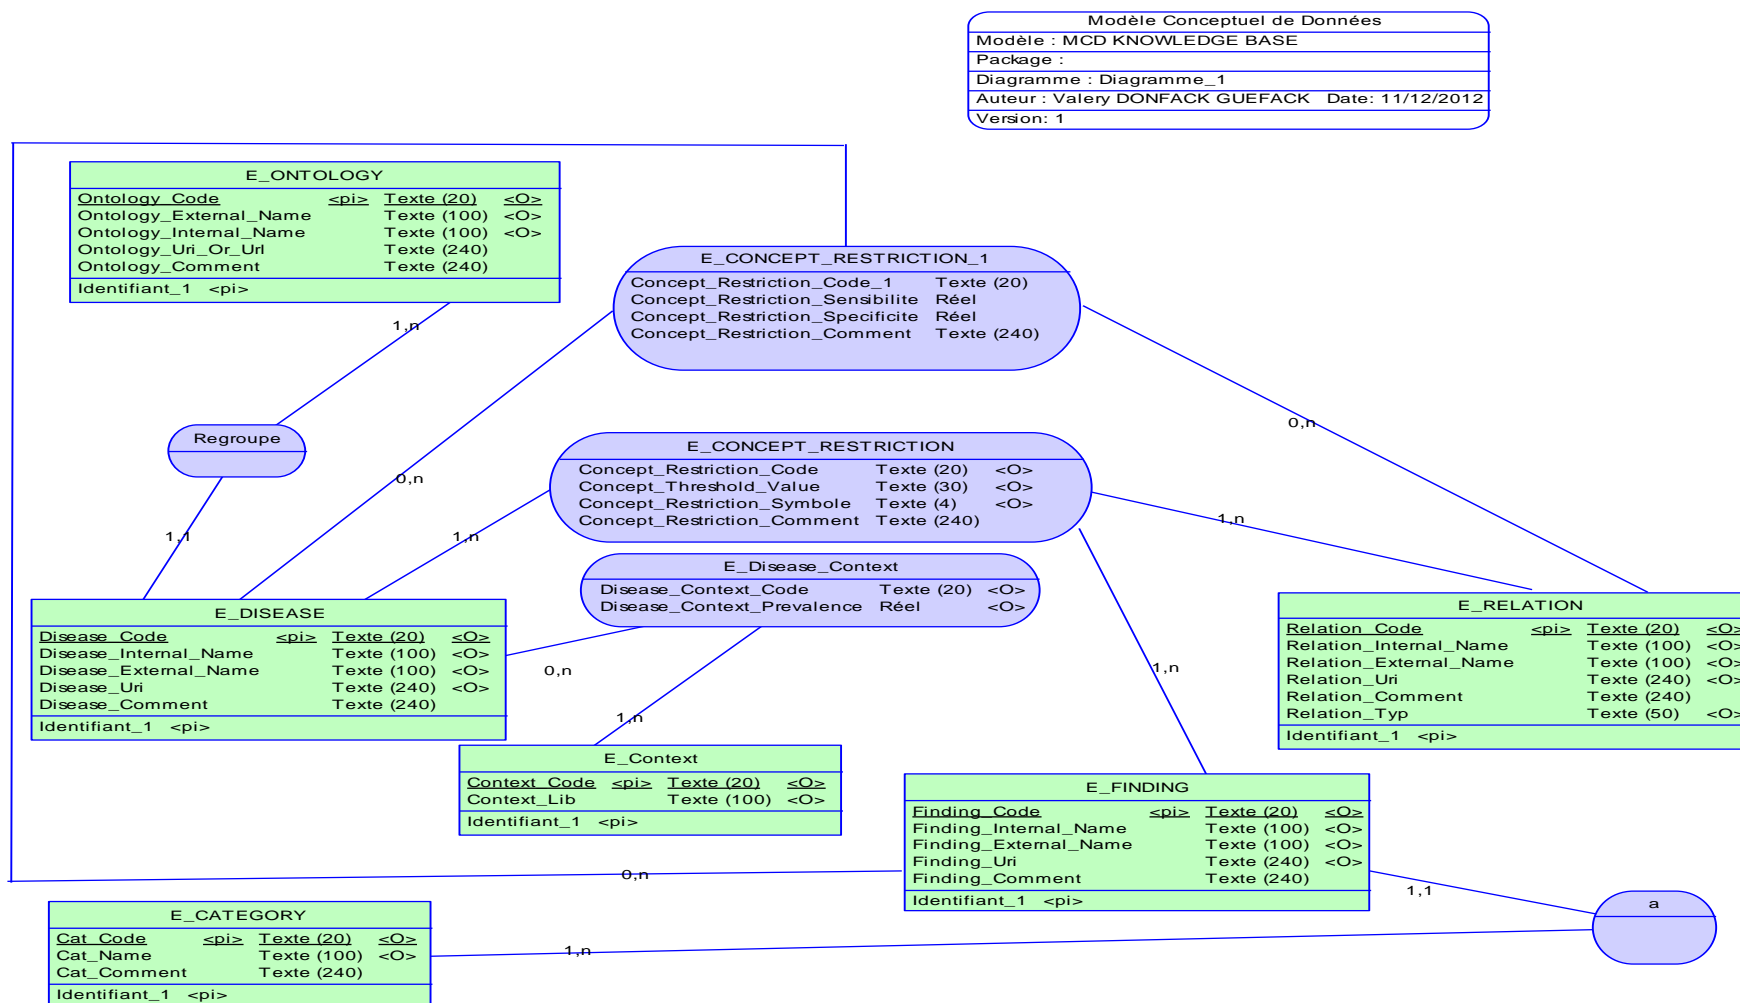 Modèle Conceptuel de Données
Modèle : MCD KNOWLEDGE BASE
Package :
Diagramme : Diagramme_1
Auteur : Valery DONFACK GUEFACK Date: 11/12/2012
Version: 1
E_ONTOLOGY
Ontology_Code <pi> Texte (20) <O>
Ontology_External_Name Texte (100) <O>
Ontology_Internal_Name Texte (100) <O>
Ontology_Uri_Or_Url Texte (240)
Ontology_Comment Texte (240)
Identifiant_1 <pi>
E_CONCEPT_RESTRICTION_1
Concept_Restriction_Code_1 Texte (20)
Concept_Restriction_Sensibilite Réel
Concept_Restriction_Specificite Réel
Concept_Restriction_Comment Texte (240)
1,n
0,n
Regroupe
E_CONCEPT_RESTRICTION
Concept_Restriction_Code Texte (20) <O>
Concept_Threshold_Value Texte (30) <O>
Concept_Restriction_Symbole Texte (4) <O>
Concept_Restriction_Comment Texte (240)
0,n
1,n
1,1
1,n
E_Disease_Context
Disease_Context_Code Texte (20) <O>
Disease_Context_Prevalence Réel <O>
E_DISEASE
Disease_Code <pi> Texte (20) <O>
Disease_Internal_Name Texte (100) <O>
Disease_External_Name Texte (100) <O>
Disease_Uri Texte (240) <O>
Disease_Comment Texte (240)
Identifiant_1 <pi>
E_RELATION
Relation_Code <pi> Texte (20) <O>
Relation_Internal_Name Texte (100) <O>
Relation_External_Name Texte (100) <O>
Relation_Uri Texte (240) <O>
Relation_Comment Texte (240)
Relation_Typ Texte (50) <O>
Identifiant_1 <pi>
0,n
1,n
1,n
E_Context
Context_Code <pi> Texte (20) <O>
Context_Lib Texte (100) <O>
Identifiant_1 <pi>
E_FINDING
Finding_Code <pi> Texte (20) <O>
Finding_Internal_Name Texte (100) <O>
Finding_External_Name Texte (100) <O>
Finding_Uri Texte (240) <O>
Finding_Comment Texte (240)
Identifiant_1 <pi>
0,n
1,1
a
E_CATEGORY
Cat_Code <pi> Texte (20) <O>
Cat_Name Texte (100) <O>
Cat_Comment Texte (240)
Identifiant_1 <pi>
1,n